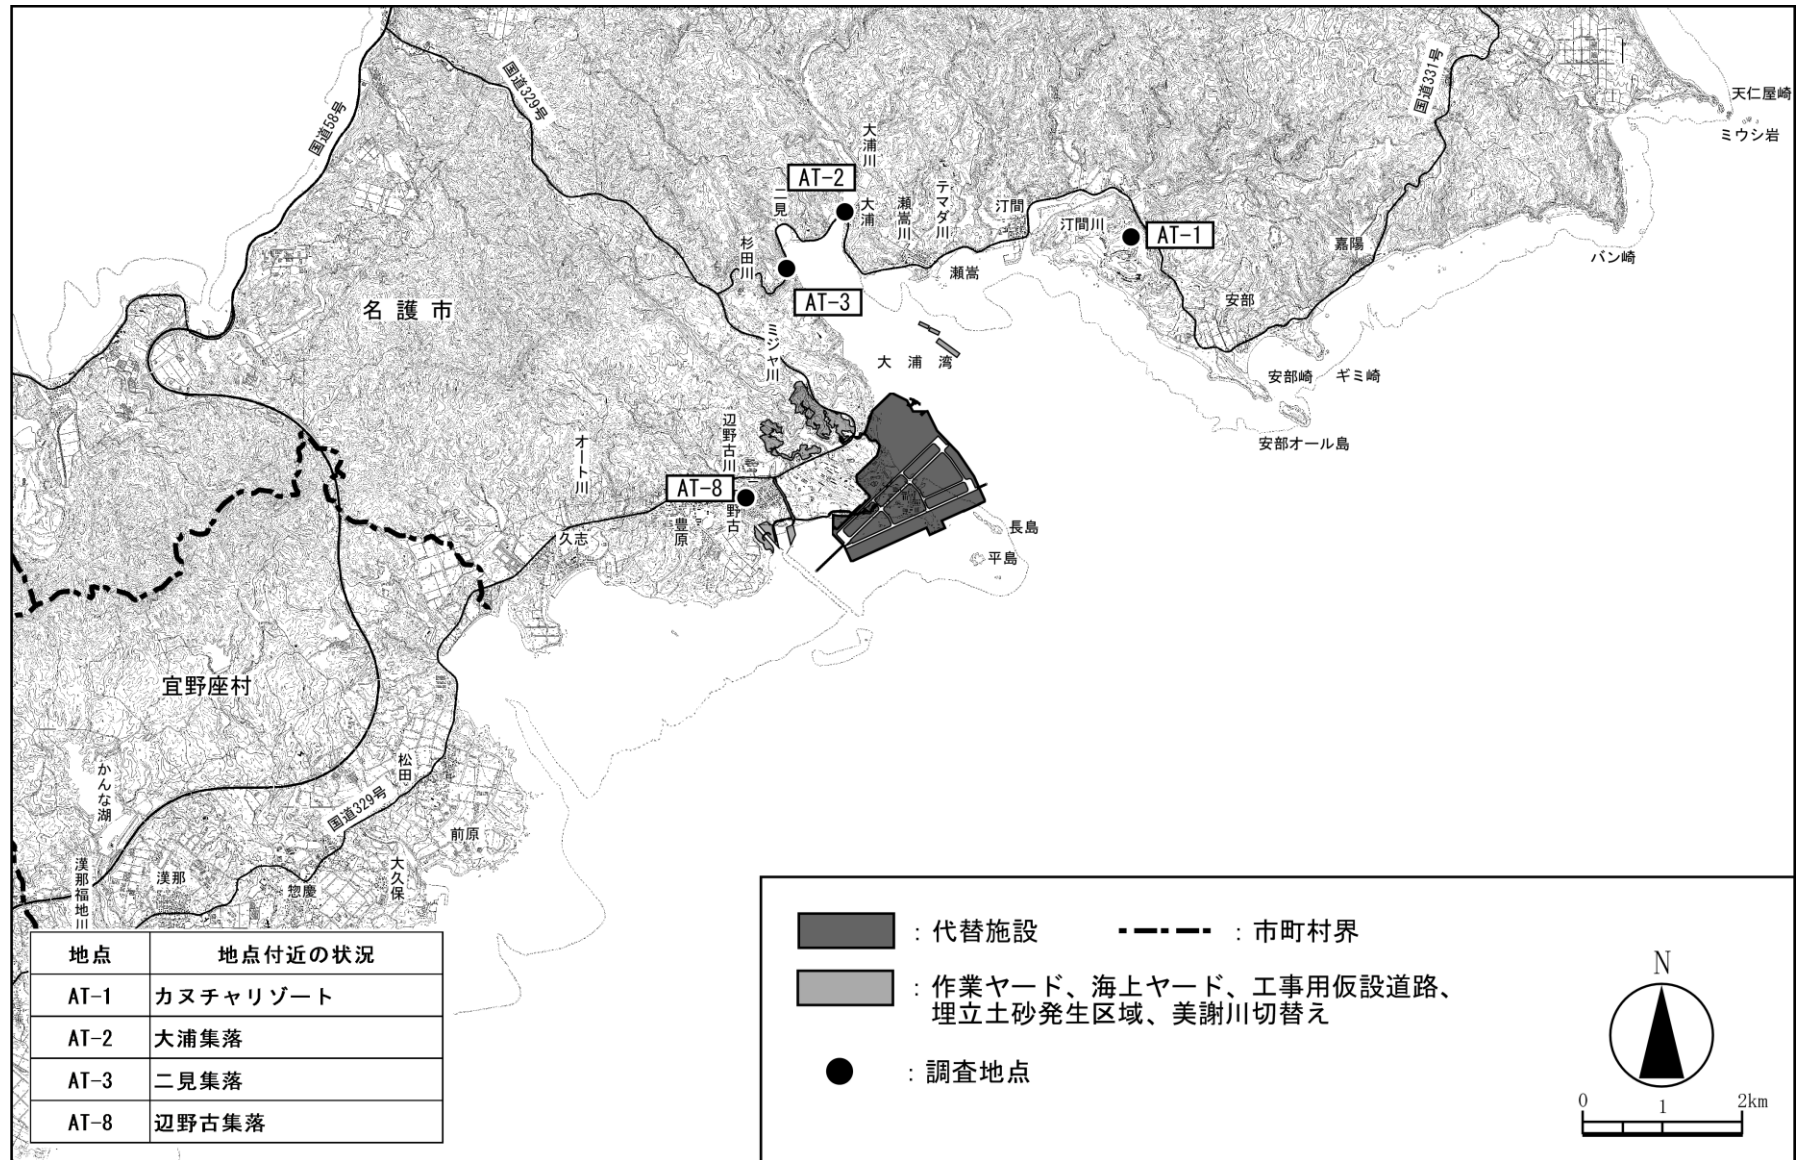 国道58号
国道329号
国道331号
天仁屋崎
ミウシ岩
バン崎
大浦川
AT-2
二見
大浦
瀬嵩川
テマダ川
汀間
汀間川
AT-1
嘉陽
杉田川
瀬嵩
AT-3
安部
名護市
ミジャ川
大浦湾
安部崎
ギミ崎
安部オール島
辺野古川
オート川
AT-8
野古
豊原
久志
長島
平島
宜野座村
かんな湖
松田
国道329号
前原
漢那福地川
漢那
惣慶
大久保
地点 地点付近の状況
AT-1 カヌチャリゾート
AT-2 大浦集落
AT-3 二見集落
AT-8 辺野古集落
：代替施設
：市町村界
：作業ヤード、海上ヤード、工事用仮設道路、
埋立土砂発生区域、美謝川切替え
：調査地点
N
0 1 2km